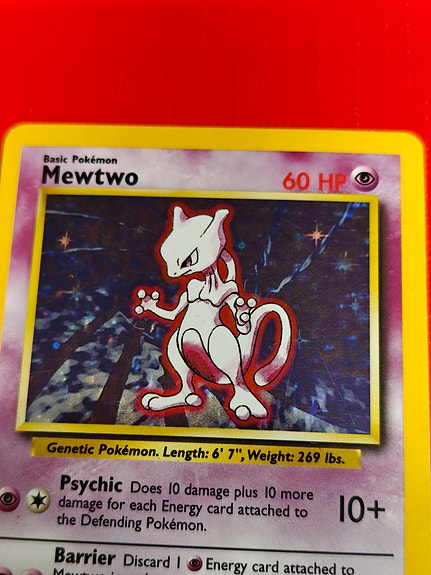 Basic Pokémon
Mewtwo
60 HP
Genetic Pokémon. Length: 6' 7", Weight: 269 lbs.
Psychic Does 10 damage plus 10 more
damage for each Energy card attached to
the Defending Pokémon.
10+
Barrier Discard 1 Energy card attached to
Mewtwo